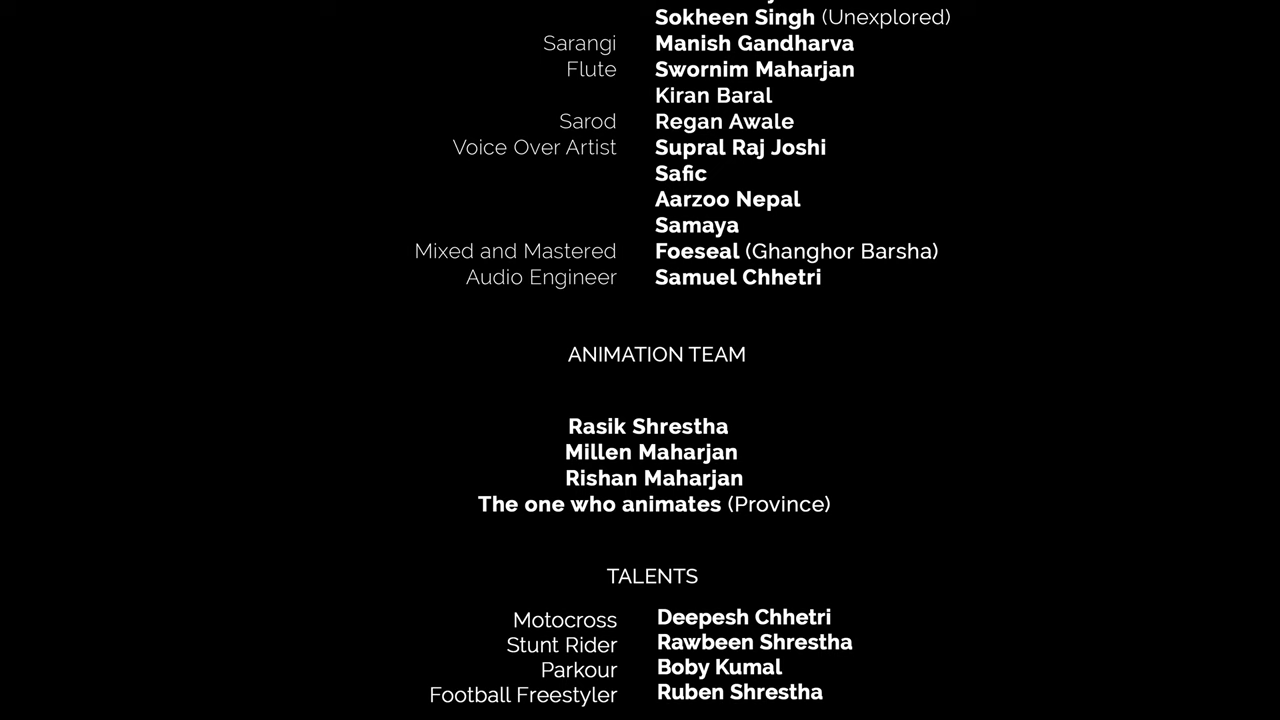 Sokheen Singh (Unexplored)
Sarangi Manish Gandharva
Flute Swornim Maharjan
Kiran Baral
Sarod Regan Awale
Voice Over Artist Supral Raj Joshi
Safic
Aarzoo Nepal
Samaya
Mixed and Mastered Foeseal (Ghanghor Barsha)
Audio Engineer Samuel Chhetri
ANIMATION TEAM
Rasik Shrestha
Millen Maharjan
Rishan Maharjan
The one who animates (Province)
TALENTS
Motocross Deepesh Chhetri
Stunt Rider Rawbeen Shrestha
Parkour Boby Kumal
Football Freestyler Ruben Shrestha